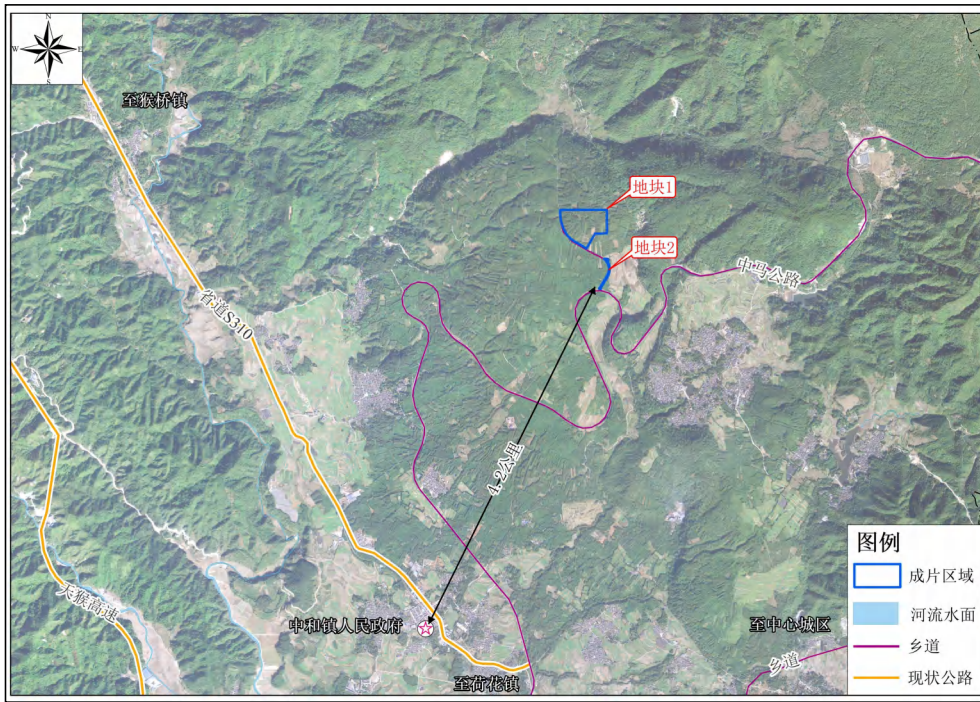 N
W
E
S
至猴桥镇
地块1
地块2
中马公路
省道S310
4.2公里
天猴高速
中和镇人民政府
至荷花镇
至中心城区
乡道
图例
成片区域
河流水面
乡道
现状公路